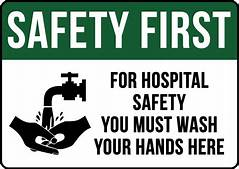 SAFETY FIRST
FOR HOSPITAL
SAFETY
YOU MUST WASH
YOUR HANDS HERE